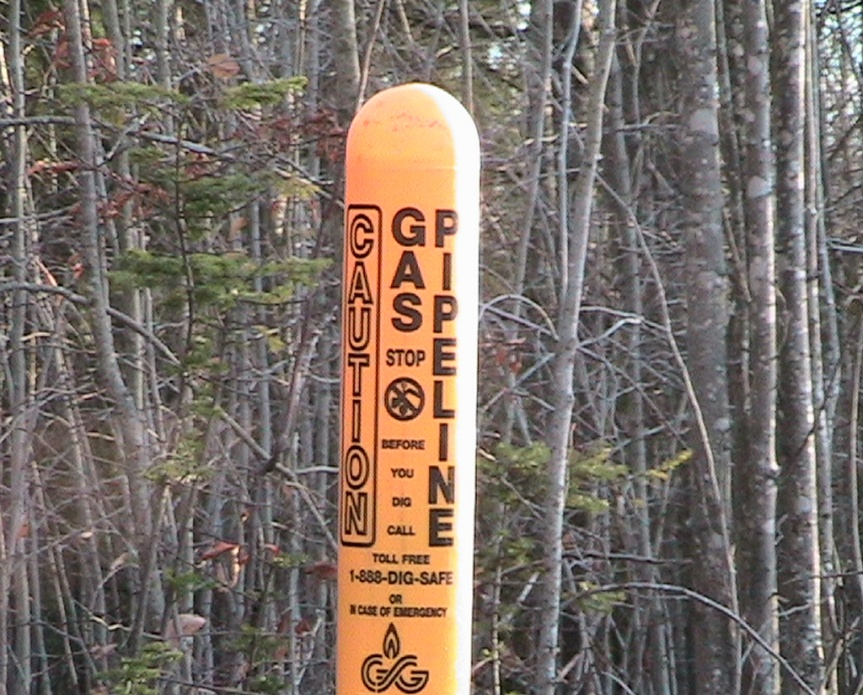 CAUTION
GAS
PIPELINE
STOP
BEFORE
YOU
DIG
CALL
TOLL FREE
1-888-DIG-SAFE
OR
IN CASE OF EMERGENCY